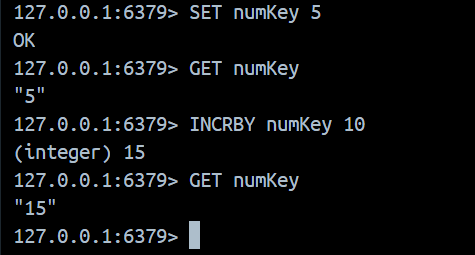 127.0.0.1:6379> SET numKey 5
OK
127.0.0.1:6379> GET numKey
"5"
127.0.0.1:6379> INCRBY numKey 10
(integer) 15
127.0.0.1:6379> GET numKey
"15"
127.0.0.1:6379>